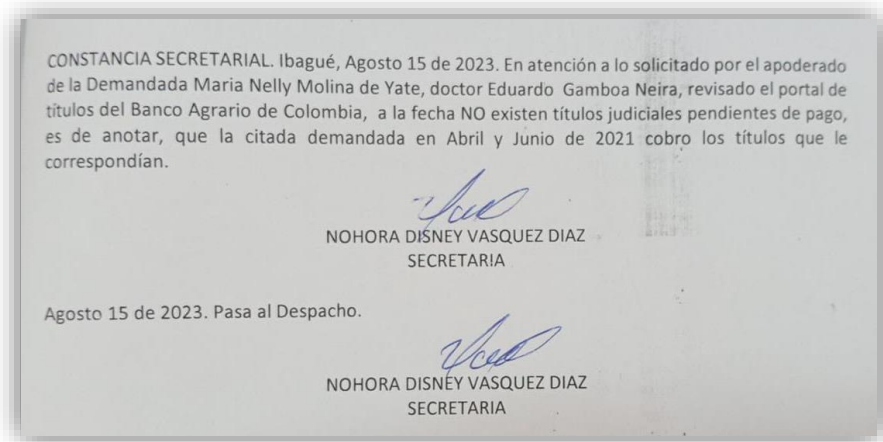 CONSTANCIA SECRETARIAL. Ibagué, Agosto 15 de 2023. En atención a lo solicitado por el apoderado
de la Demandada Maria Nelly Molina de Yate, doctor Eduardo Gamboa Neira, revisado el portal de
títulos del Banco Agrario de Colombia, a la fecha NO existen títulos judiciales pendientes de pago,
es de anotar, que la citada demandada en Abril y Junio de 2021 cobro los títulos que le
correspondían.
NOHORA DISNEY VASQUEZ DIAZ
SECRETARIA
Agosto 15 de 2023. Pasa al Despacho.
NOHORA DISNEY VASQUEZ DIAZ
SECRETARIA